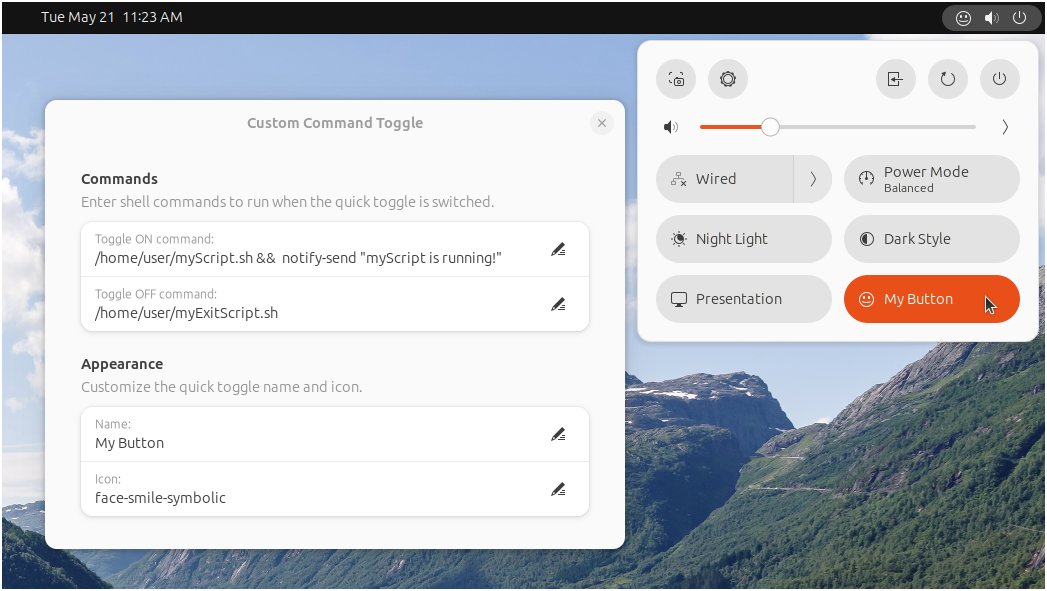 Tue May 21  11:23 AM
Custom Command Toggle
Commands
Enter shell commands to run when the quick toggle is switched.
Toggle ON command:
/home/user/myScript.sh &&  notify-send "myScript is running!"
Toggle OFF command:
/home/user/myExitScript.sh
Appearance
Customize the quick toggle name and icon.
Name:
My Button
Icon:
face-smile-symbolic
Wired
Power Mode
Balanced
Night Light
Dark Style
Presentation
My Button